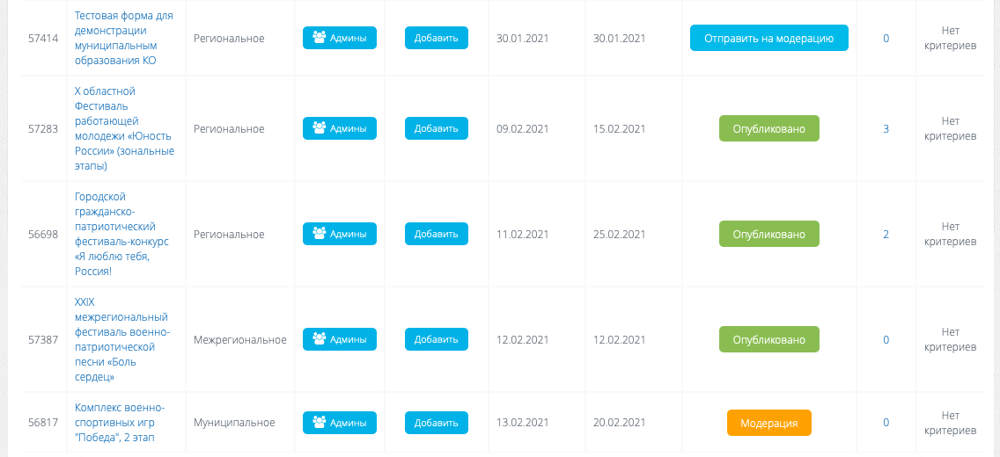 Тестовая форма для
демонстрации
муниципальным
образования КО
57414
Региональное
Админы
Добавить
30.01.2021
30.01.2021
Отправить на модерацию
0
Нет
критериев
X областной
Фестиваль
работающей
молодежи «Юность
России» (зональные
этапы)
57283
Региональное
Админы
Добавить
09.02.2021
15.02.2021
Опубликовано
3
Нет
критериев
Городской
гражданско-
патриотический
фестиваль-конкурс
«Я люблю тебя,
Россия!
56698
Региональное
Админы
Добавить
11.02.2021
25.02.2021
Опубликовано
2
Нет
критериев
XXIX
межрегиональный
фестиваль военно-
патриотической
песни «Боль
сердец»
57387
Межрегиональное
Админы
Добавить
12.02.2021
12.02.2021
Опубликовано
0
Нет
критериев
Комплекс военно-
спортивных игр
"Победа", 2 этап
56817
Муниципальное
Админы
Добавить
13.02.2021
20.02.2021
Модерация
0
Нет
критериев